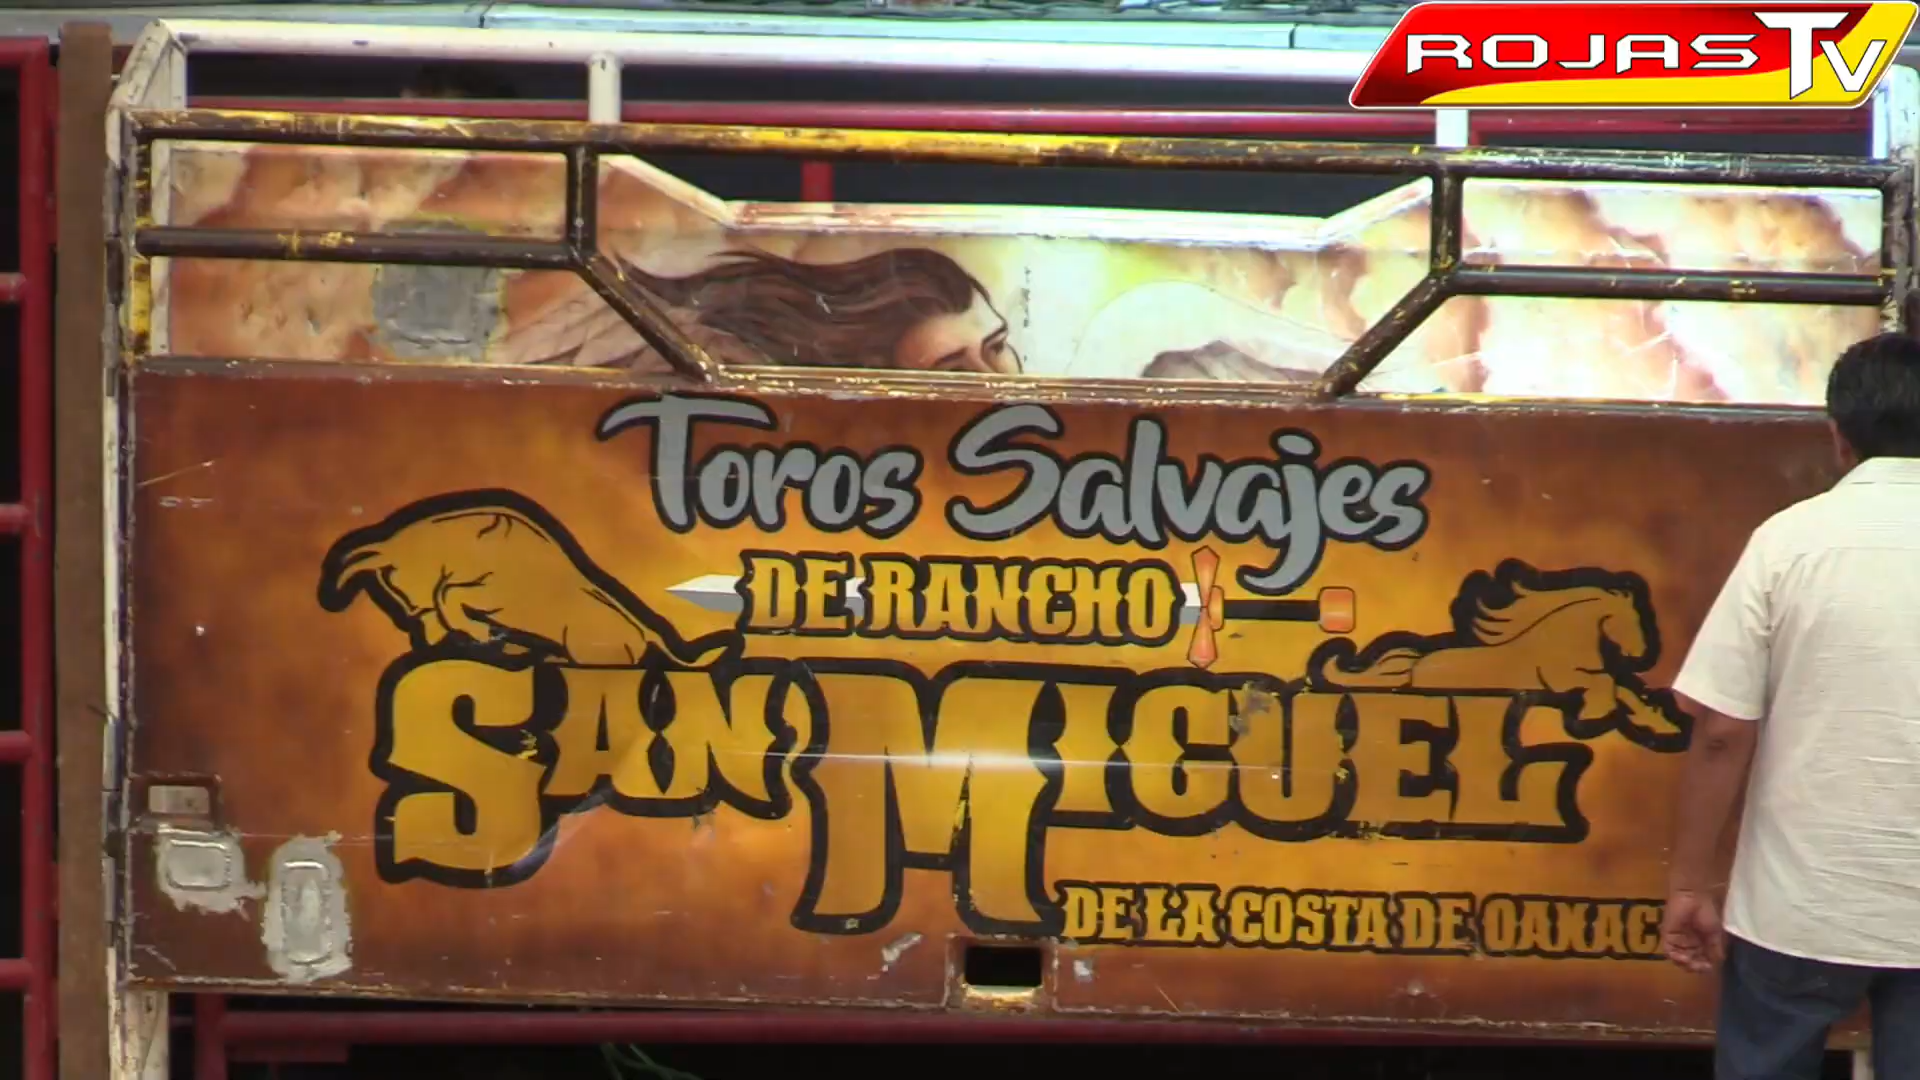 ROJAS TV
Toros Salvajes
DE RANCHO
SAN MIGUEL
DE LA COSTA DE OAXAC